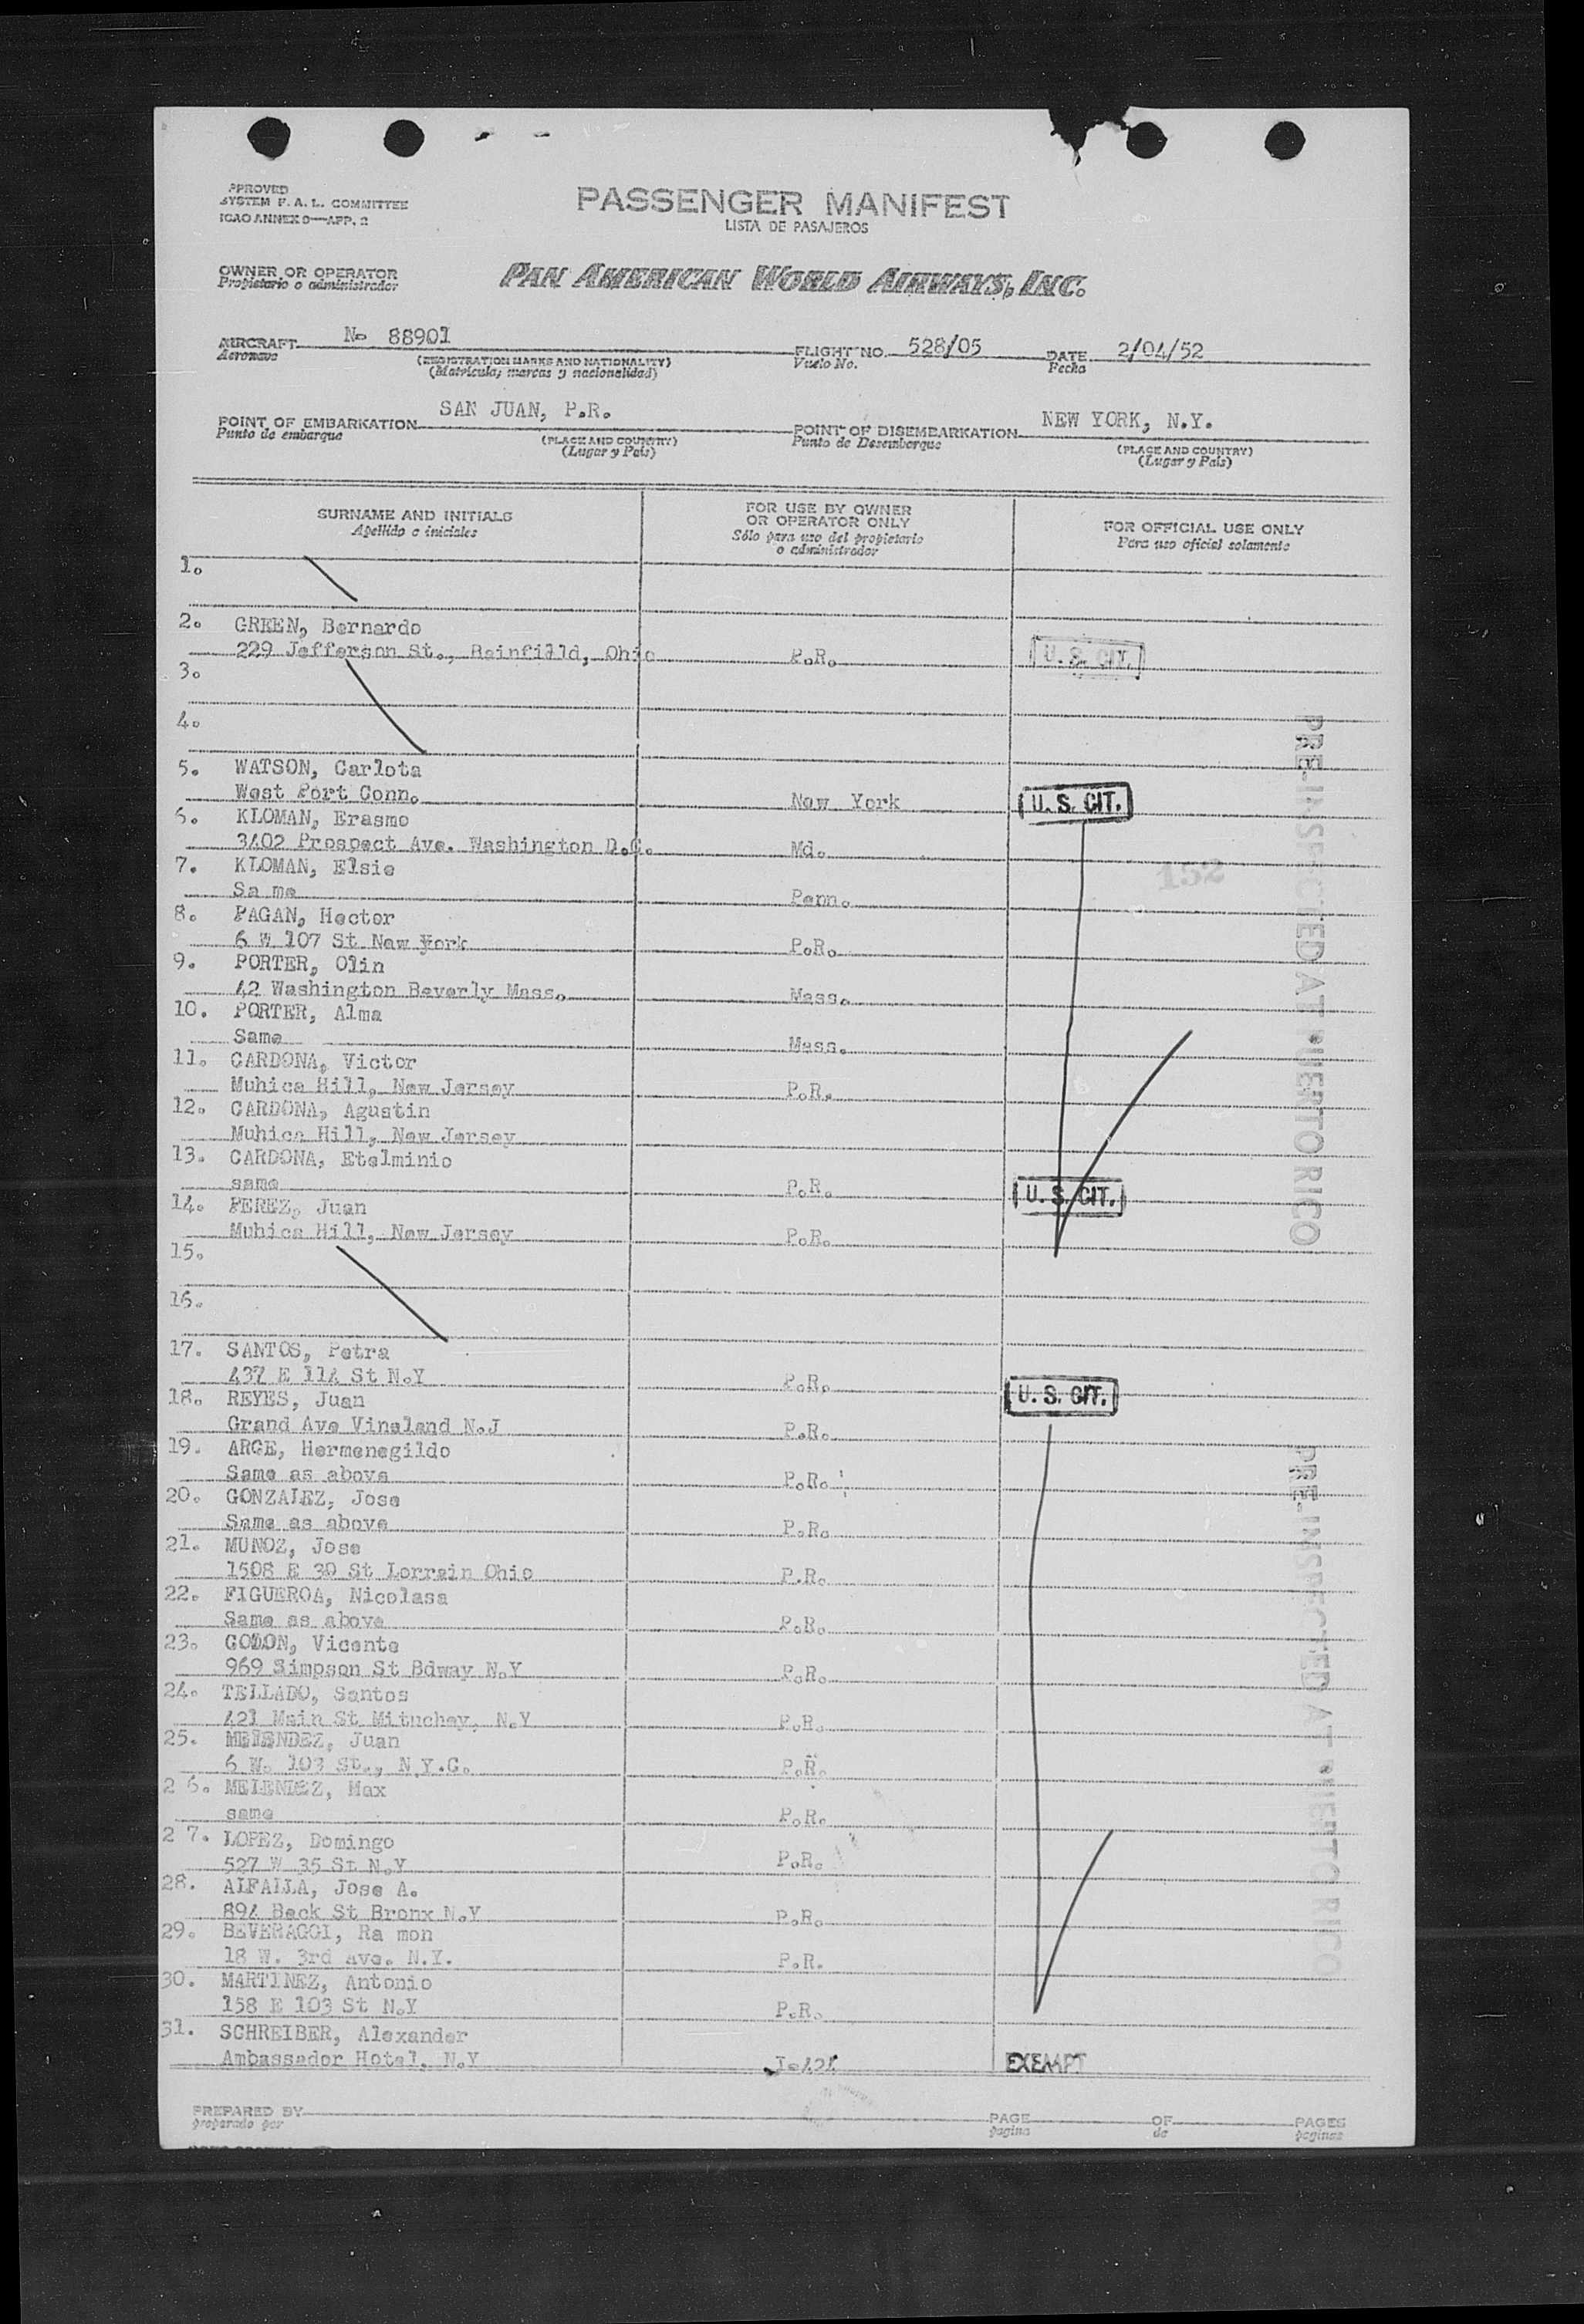 APPROVED
SYSTEM F. A. L. COMMITTEE
ICAO ANNEX 9—APP. 2
PASSENGER MANIFEST
LISTA DE PASAJEROS
OWNER OR OPERATOR
Propietario o administrador
PAN AMERICAN WORLD AIRWAYS, INC.
AIRCRAFT No 88901 FLIGHT NO. 528/05 DATE 2/04/52
Aeronave (REGISTRATION MARKS AND NATIONALITY) Vuelo No. Fecha
(Matricula; marcas y nacionalidad)
POINT OF EMBARKATION SAN JUAN, P.R. POINT OF DISEMBARKATION NEW YORK, N.Y.
Punto de embarque (PLACE AND COUNTRY) Punto de Desembarque (PLACE AND COUNTRY)
(Lugar y País) (Lugar y País)
SURNAME AND INITIALS FOR USE BY OWNER OR OPERATOR ONLY FOR OFFICIAL USE ONLY
Apellido o iniciales Sólo para uso del propietario o administrador Para uso oficial solamente
1.
2. GREEN, Bernardo
229 Jefferson St., Bainfilld, Ohio P.R. U. S. CIT.
3.
4.
5. WATSON, Carlota
West Port Conn. New York U. S. CIT.
6. KLOMAN, Erasmo
3402 Prospect Ave. Washington D.C. Md.
7. KLOMAN, Elsie
Sa me Penn. 152
8. PAGAN, Hector
6 W 107 St New York P.R.
9. PORTER, Olin
42 Washington Beverly Mass. Mass.
10. PORTER, Alma
Same Mass.
11. CARDONA, Victor
Muhica Hill, New Jersey P.R.
12. CARDONA, Agustin
Muhica Hill, New Jersey
13. CARDONA, Etelminio
same P.R. U. S. CIT.
14. PEREZ, Juan
Muhica Hill, New Jersey P.R.
15.
16.
PRE-INSPECTED AT PUERTO RICO
17. SANTOS, Petra
437 E 114 St N.Y P.R. U. S. CIT.
18. REYES, Juan
Grand Ave Vineland N.J P.R.
19. ARCE, Hermenegildo
Same as above P.R.
20. GONZALEZ, Jose
Same as above P.R.
21. MUNOZ, Jose
1508 E 30 St Lorrain Ohio P.R.
22. FIGUEROA, Nicolasa
Same as above P.R.
23. GODON, Vicente
969 Simpson St Bdway N.Y P.R.
24. TELLADO, Santos
421 Main St Mituchey, N.Y P.R.
25. MELENDEZ, Juan
6 W. 103 St., N.Y.C. P.R.
2 6. MELENDEZ, Max
same P.R.
2 7. LOPEZ, Domingo
527 W 35 St N.Y P.R.
28. ALFALLA, Jose A.
894 Beck St Bronx N.Y P.R.
29. BEVERAGGI, Ra mon
18 W. 3rd Ave. N.Y. P.R.
30. MARTINEZ, Antonio
158 E 103 St N.Y P.R.
31. SCHREIBER, Alexander
Ambassador Hotel, N.Y I-424 EXEMPT
PRE-INSPECTED AT PUERTO RICO
PREPARED BY PAGE OF PAGES
preparado por pagina de paginas